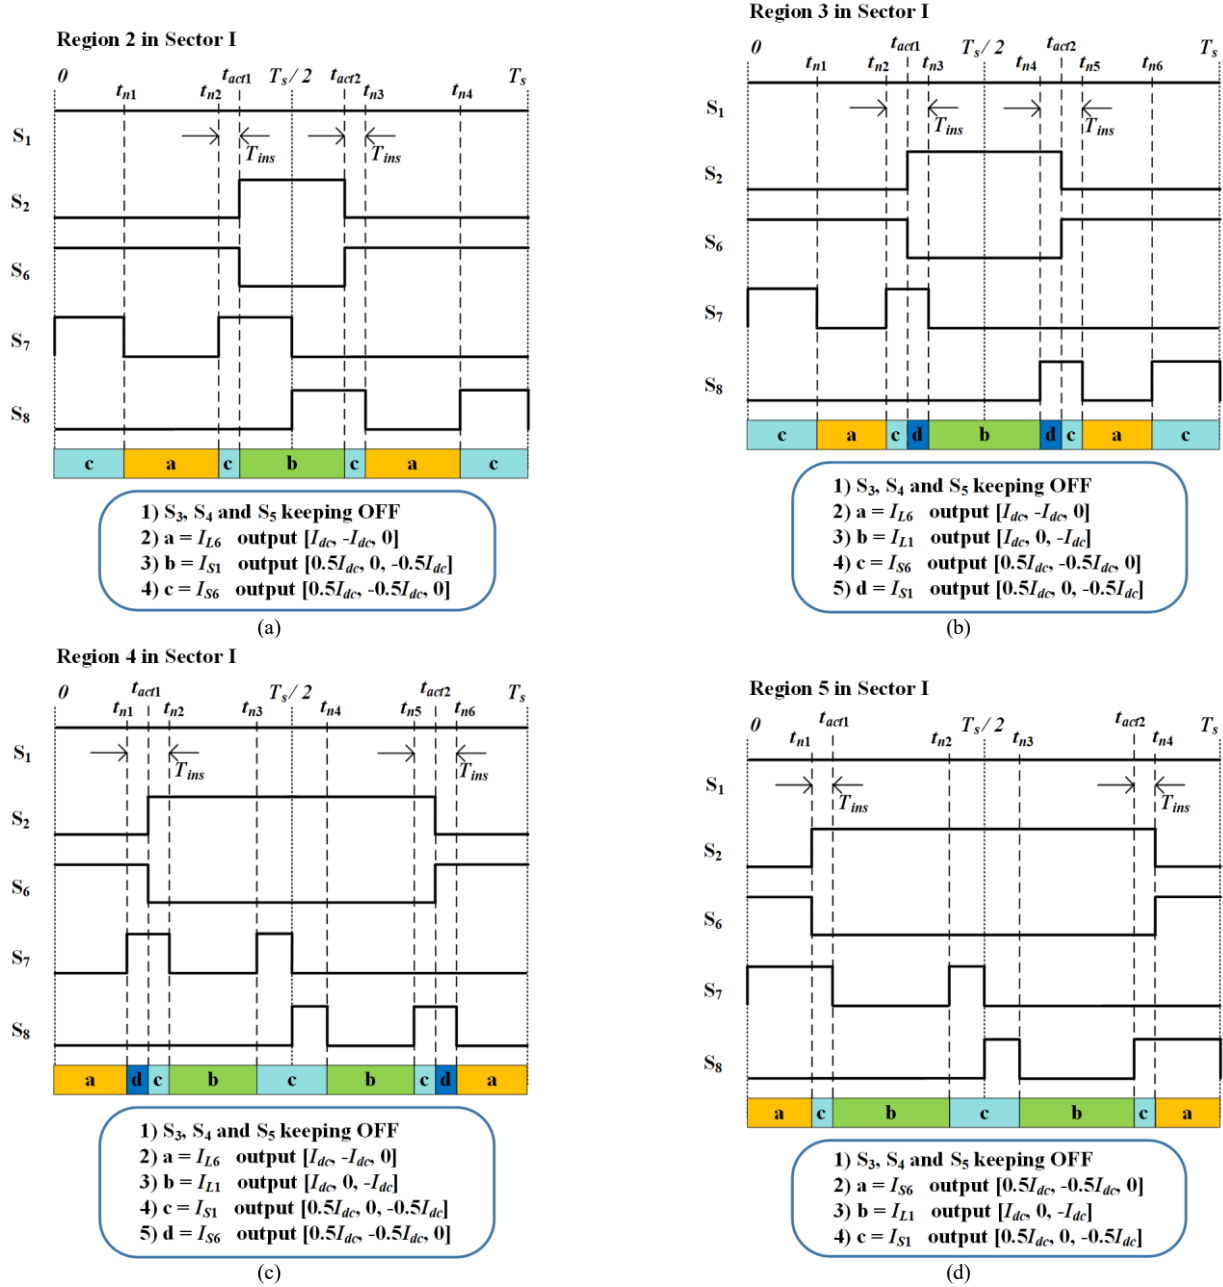 Region 2 in Sector I
0 tn1 tn2 tact1 Ts/2 tact2 tn3 tn4 Ts
S1
Tins Tins
S2
S6
S7
S8
c a c b c a c
1) S3, S4 and S5 keeping OFF
2) a = IL6 output [Idc, -Idc, 0]
3) b = IS1 output [0.5Idc, 0, -0.5Idc]
4) c = IS6 output [0.5Idc, -0.5Idc, 0]
(a)
Region 3 in Sector I
0 tn1 tn2 tact1 tn3 Ts/2 tn4 tact2 tn5 tn6 Ts
S1
Tins Tins
S2
S6
S7
S8
c a c d b d c a c
1) S3, S4 and S5 keeping OFF
2) a = IL6 output [Idc, -Idc, 0]
3) b = IL1 output [Idc, 0, -Idc]
4) c = IS6 output [0.5Idc, -0.5Idc, 0]
5) d = IS1 output [0.5Idc, 0, -0.5Idc]
(b)
Region 4 in Sector I
0 tn1 tact1 tn2 tn3 Ts/2 tn4 tn5 tact2 tn6 Ts
S1
Tins Tins
S2
S6
S7
S8
a d c b c b c d a
1) S3, S4 and S5 keeping OFF
2) a = IL6 output [Idc, -Idc, 0]
3) b = IL1 output [Idc, 0, -Idc]
4) c = IS1 output [0.5Idc, 0, -0.5Idc]
5) d = IS6 output [0.5Idc, -0.5Idc, 0]
(c)
Region 5 in Sector I
0 tn1 tact1 tn2 Ts/2 tn3 tact2 tn4 Ts
S1
Tins Tins
S2
S6
S7
S8
a c b c b c a
1) S3, S4 and S5 keeping OFF
2) a = IS6 output [0.5Idc, -0.5Idc, 0]
3) b = IL1 output [Idc, 0, -Idc]
4) c = IS1 output [0.5Idc, 0, -0.5Idc]
(d)